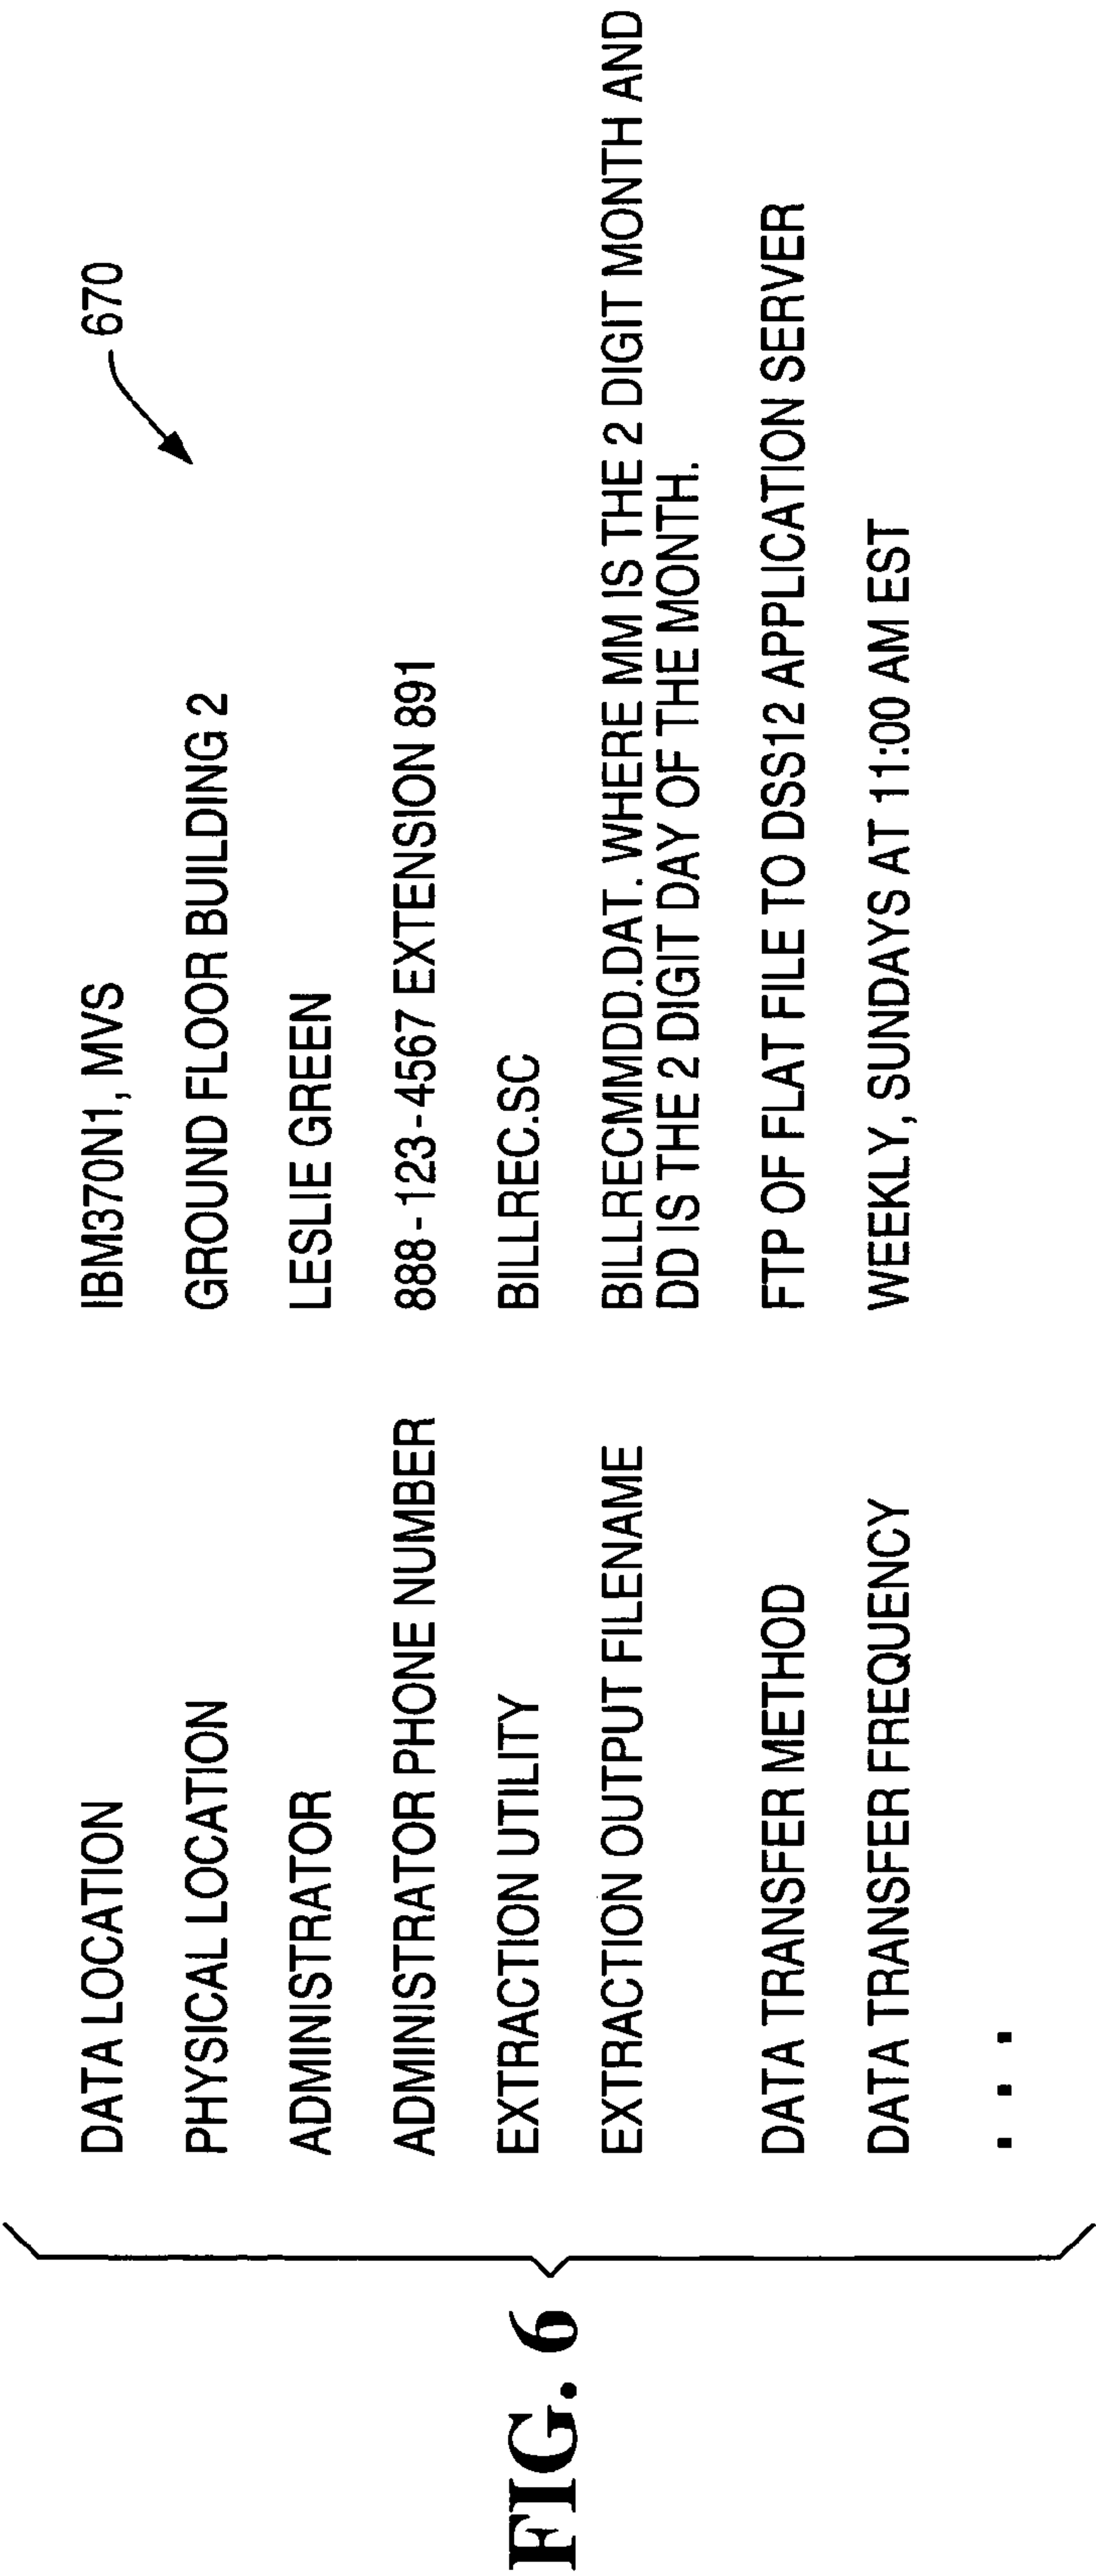 670
DATA LOCATION IBM370N1, MVS
PHYSICAL LOCATION GROUND FLOOR BUILDING 2
ADMINISTRATOR LESLIE GREEN
ADMINISTRATOR PHONE NUMBER 888-123-4567 EXTENSION 891
EXTRACTION UTILITY BILLREC.SC
EXTRACTION OUTPUT FILENAME BILLRECMMDD.DAT. WHERE MM IS THE 2 DIGIT MONTH AND
DD IS THE 2 DIGIT DAY OF THE MONTH.
DATA TRANSFER METHOD FTP OF FLAT FILE TO DSS12 APPLICATION SERVER
DATA TRANSFER FREQUENCY WEEKLY, SUNDAYS AT 11:00 AM EST
. . .
FIG. 6